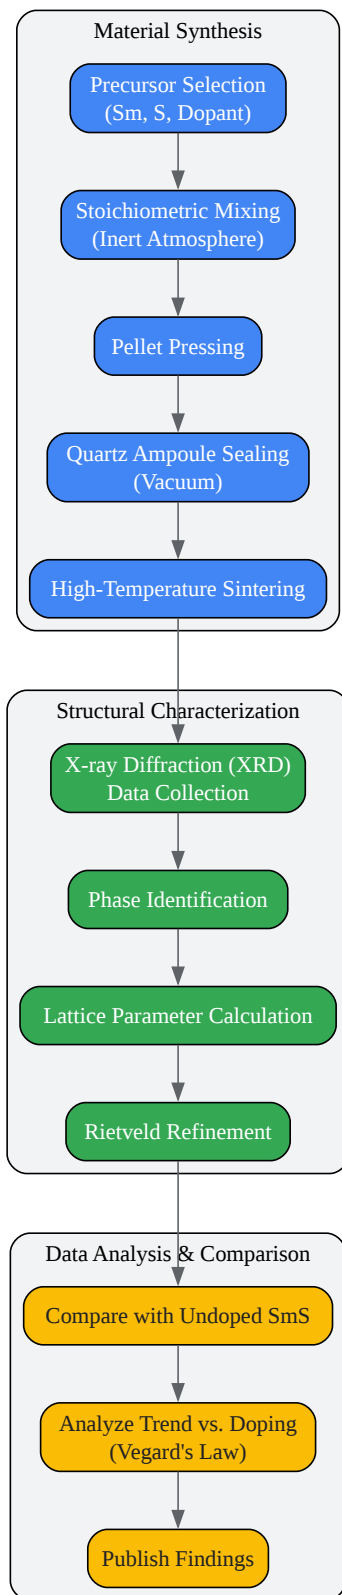 Material Synthesis
Precursor Selection
(Sm, S, Dopant)
Stoichiometric Mixing
(Inert Atmosphere)
Pellet Pressing
Quartz Ampoule Sealing
(Vacuum)
High-Temperature Sintering
Structural Characterization
X-ray Diffraction (XRD)
Data Collection
Phase Identification
Lattice Parameter Calculation
Rietveld Refinement
Data Analysis & Comparison
Compare with Undoped SmS
Analyze Trend vs. Doping
(Vegard's Law)
Publish Findings